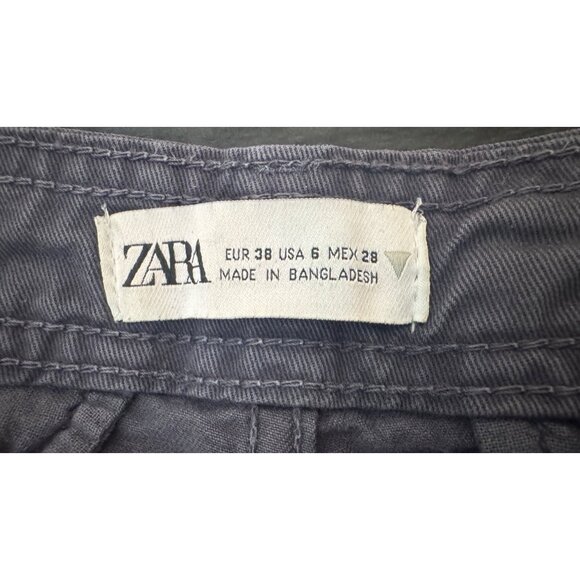 ZARA
EUR 38 USA 6 MEX 28
MADE IN BANGLADESH